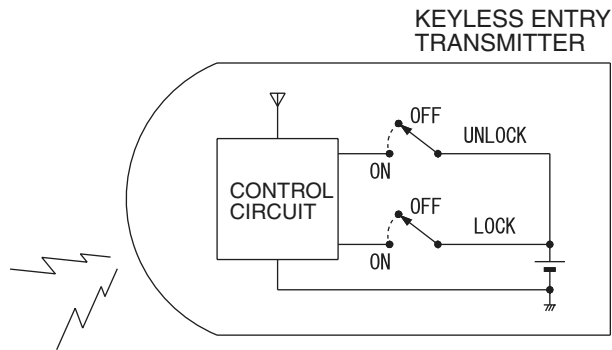 KEYLESS ENTRY
TRANSMITTER
OFF
UNLOCK
ON
CONTROL
CIRCUIT
OFF
LOCK
ON